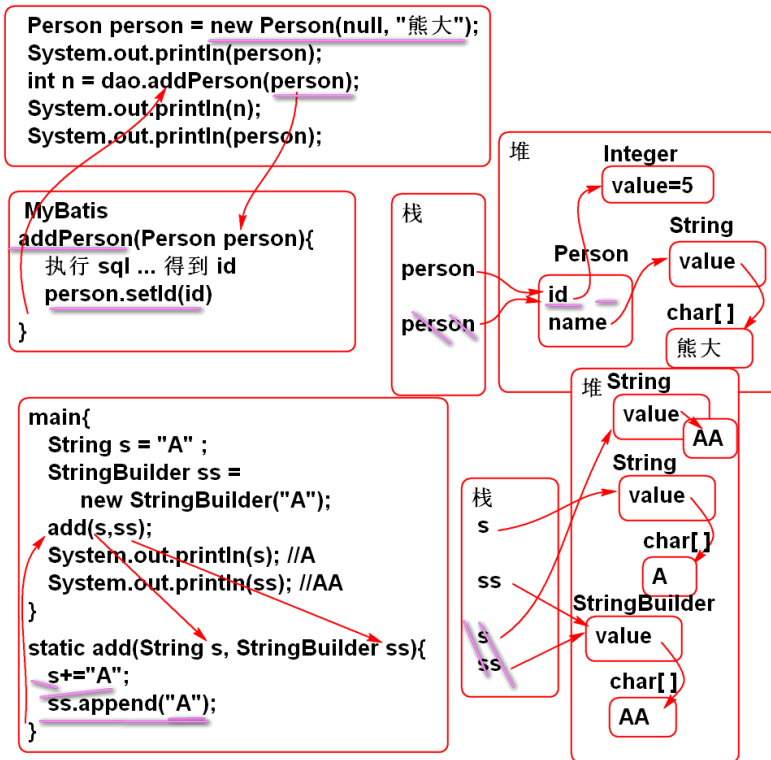 Person person = new Person(null, "熊大");
System.out.println(person);
int n = dao.addPerson(person);
System.out.println(n);
System.out.println(person);
MyBatis
addPerson(Person person){
执行 sql ... 得到 id
person.setId(id)
}
栈
person
person
堆
Integer
value=5
Person
id
name
String
value
char[]
熊大
main{
String s = "A" ;
StringBuilder ss =
new StringBuilder("A");
add(s,ss);
System.out.println(s); //A
System.out.println(ss); //AA
}
static add(String s, StringBuilder ss){
s+="A";
ss.append("A");
}
栈
s
ss
s
ss
堆
String
value
AA
String
value
char[]
A
StringBuilder
value
char[]
AA